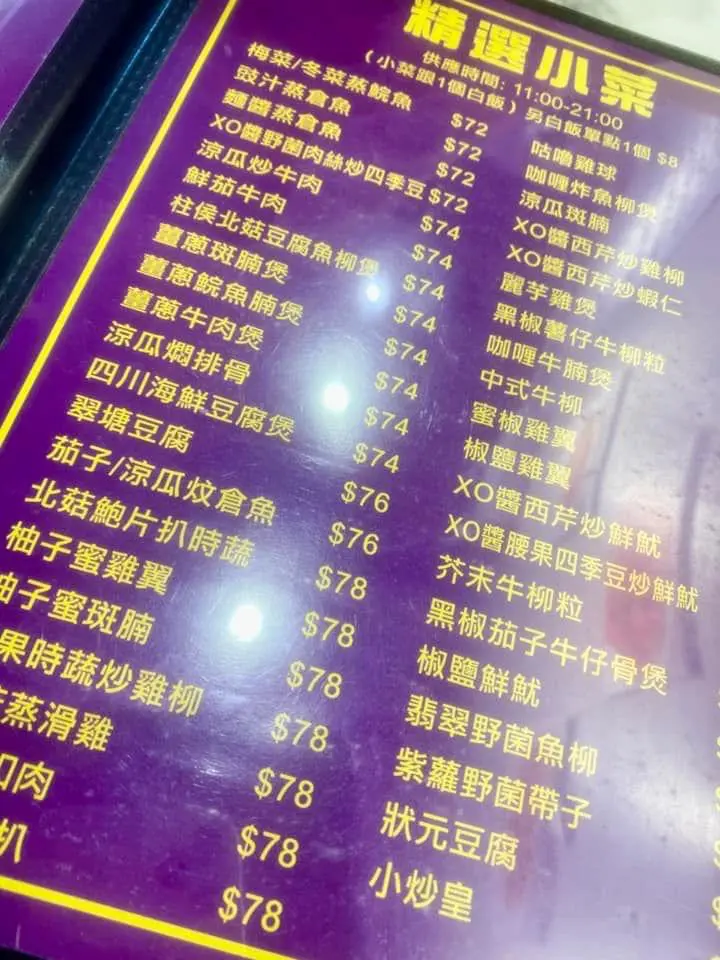 精選小菜
供應時間: 11:00-21:00
(小菜跟1個白飯) 另白飯單點1個 $8
梅菜/冬菜蒸鯇魚 $72
豉汁蒸倉魚 $72
麵醬蒸倉魚 $72
XO醬野菌肉絲炒四季豆 $72
涼瓜炒牛肉 $74
鮮茄牛肉 $74
柱侯北菇豆腐魚柳煲 $74
薑蔥斑腩煲 $74
薑蔥鯇魚腩煲 $74
薑蔥牛肉煲 $74
涼瓜燜排骨 $74
四川海鮮豆腐煲 $74
翠塘豆腐 $76
茄子/涼瓜炆倉魚 $76
北菇鮑片扒時蔬 $78
柚子蜜雞翼 $78
柚子蜜斑腩 $78
果時蔬炒雞柳 $78
蒸滑雞 $78
扣肉 $78
扒 $78
咕嚕雞球
咖喱炸魚柳煲
涼瓜斑腩
XO醬西芹炒雞柳
XO醬西芹炒蝦仁
麗芋雞煲
黑椒薯仔牛柳粒
咖喱牛腩煲
中式牛柳
蜜椒雞翼
椒鹽雞翼
XO醬西芹炒鮮魷
XO醬腰果四季豆炒鮮魷
芥末牛柳粒
黑椒茄子牛仔骨煲
椒鹽鮮魷
翡翠野菌魚柳
紫蘿野菌帶子
狀元豆腐
小炒皇